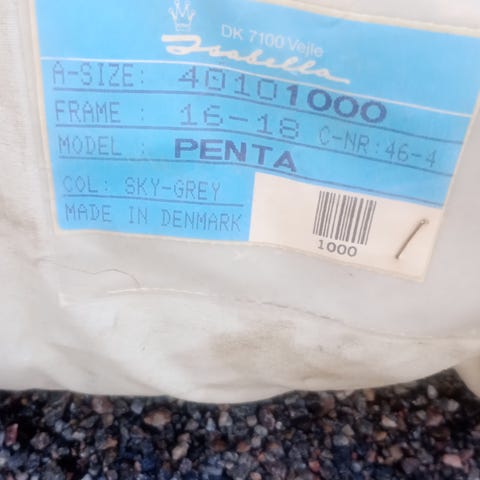 DK 7100 Vejle
Isabella
A-SIZE: 40101000
FRAME : 16-18 C-NR:46-4
MODEL : PENTA
COL: SKY-GREY
MADE IN DENMARK
1000